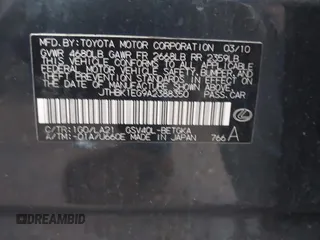 MFD. BY: TOYOTA MOTOR CORPORATION 03/10
GVWR 4680LB GAWR FR 2668LB RR 2359LB
THIS VEHICLE CONFORMS TO ALL APPLICABLE
FEDERAL MOTOR VEHICLE SAFETY,
BUMPER, AND THEFT PREVENTION
STANDARDS IN EFFECT ON THE DATE
OF MANUFACTURE SHOWN ABOVE.
PASS. CAR
C/TR: 1G0/LA21 GSV40L-BETGKA
A/TM: -01A/U660E MADE IN JAPAN 766 A
DREAMBID